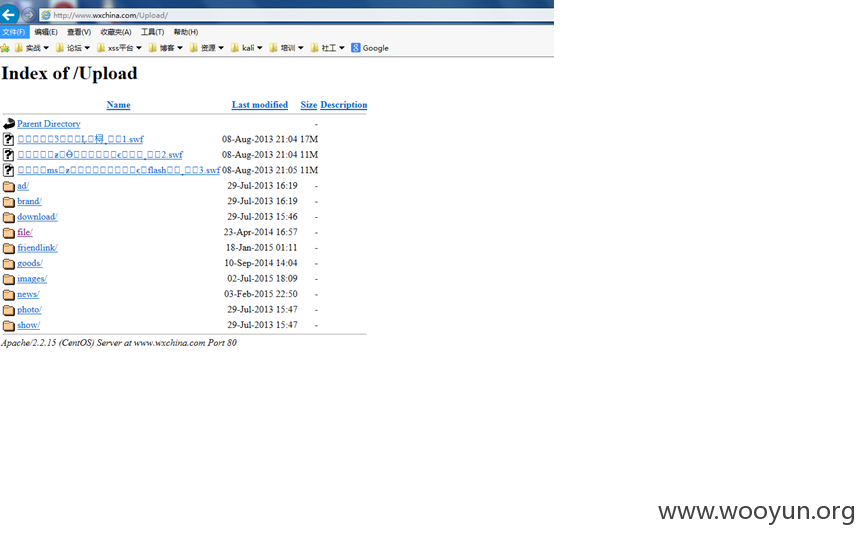 http://www.wxchina.com/Upload/
文件(F) 编辑(E) 查看(V) 收藏夹(A) 工具(T) 帮助(H)
实战 论坛 xss平台 博客 资源 kali 培训 社工 Google
Index of /Upload
Name Last modified Size Description
Parent Directory -
1.swf 08-Aug-2013 21:04 17M
2.swf 08-Aug-2013 21:04 11M
flash 3.swf 08-Aug-2013 21:05 11M
ad/ 29-Jul-2013 16:19 -
brand/ 29-Jul-2013 16:19 -
download/ 29-Jul-2013 15:46 -
file/ 23-Apr-2014 16:57 -
friendlink/ 18-Jan-2015 01:11 -
goods/ 10-Sep-2014 14:04 -
images/ 02-Jul-2015 18:09 -
news/ 03-Feb-2015 22:50 -
photo/ 29-Jul-2013 15:47 -
show/ 29-Jul-2013 15:47 -
Apache/2.2.15 (CentOS) Server at www.wxchina.com Port 80
www.wooyun.org